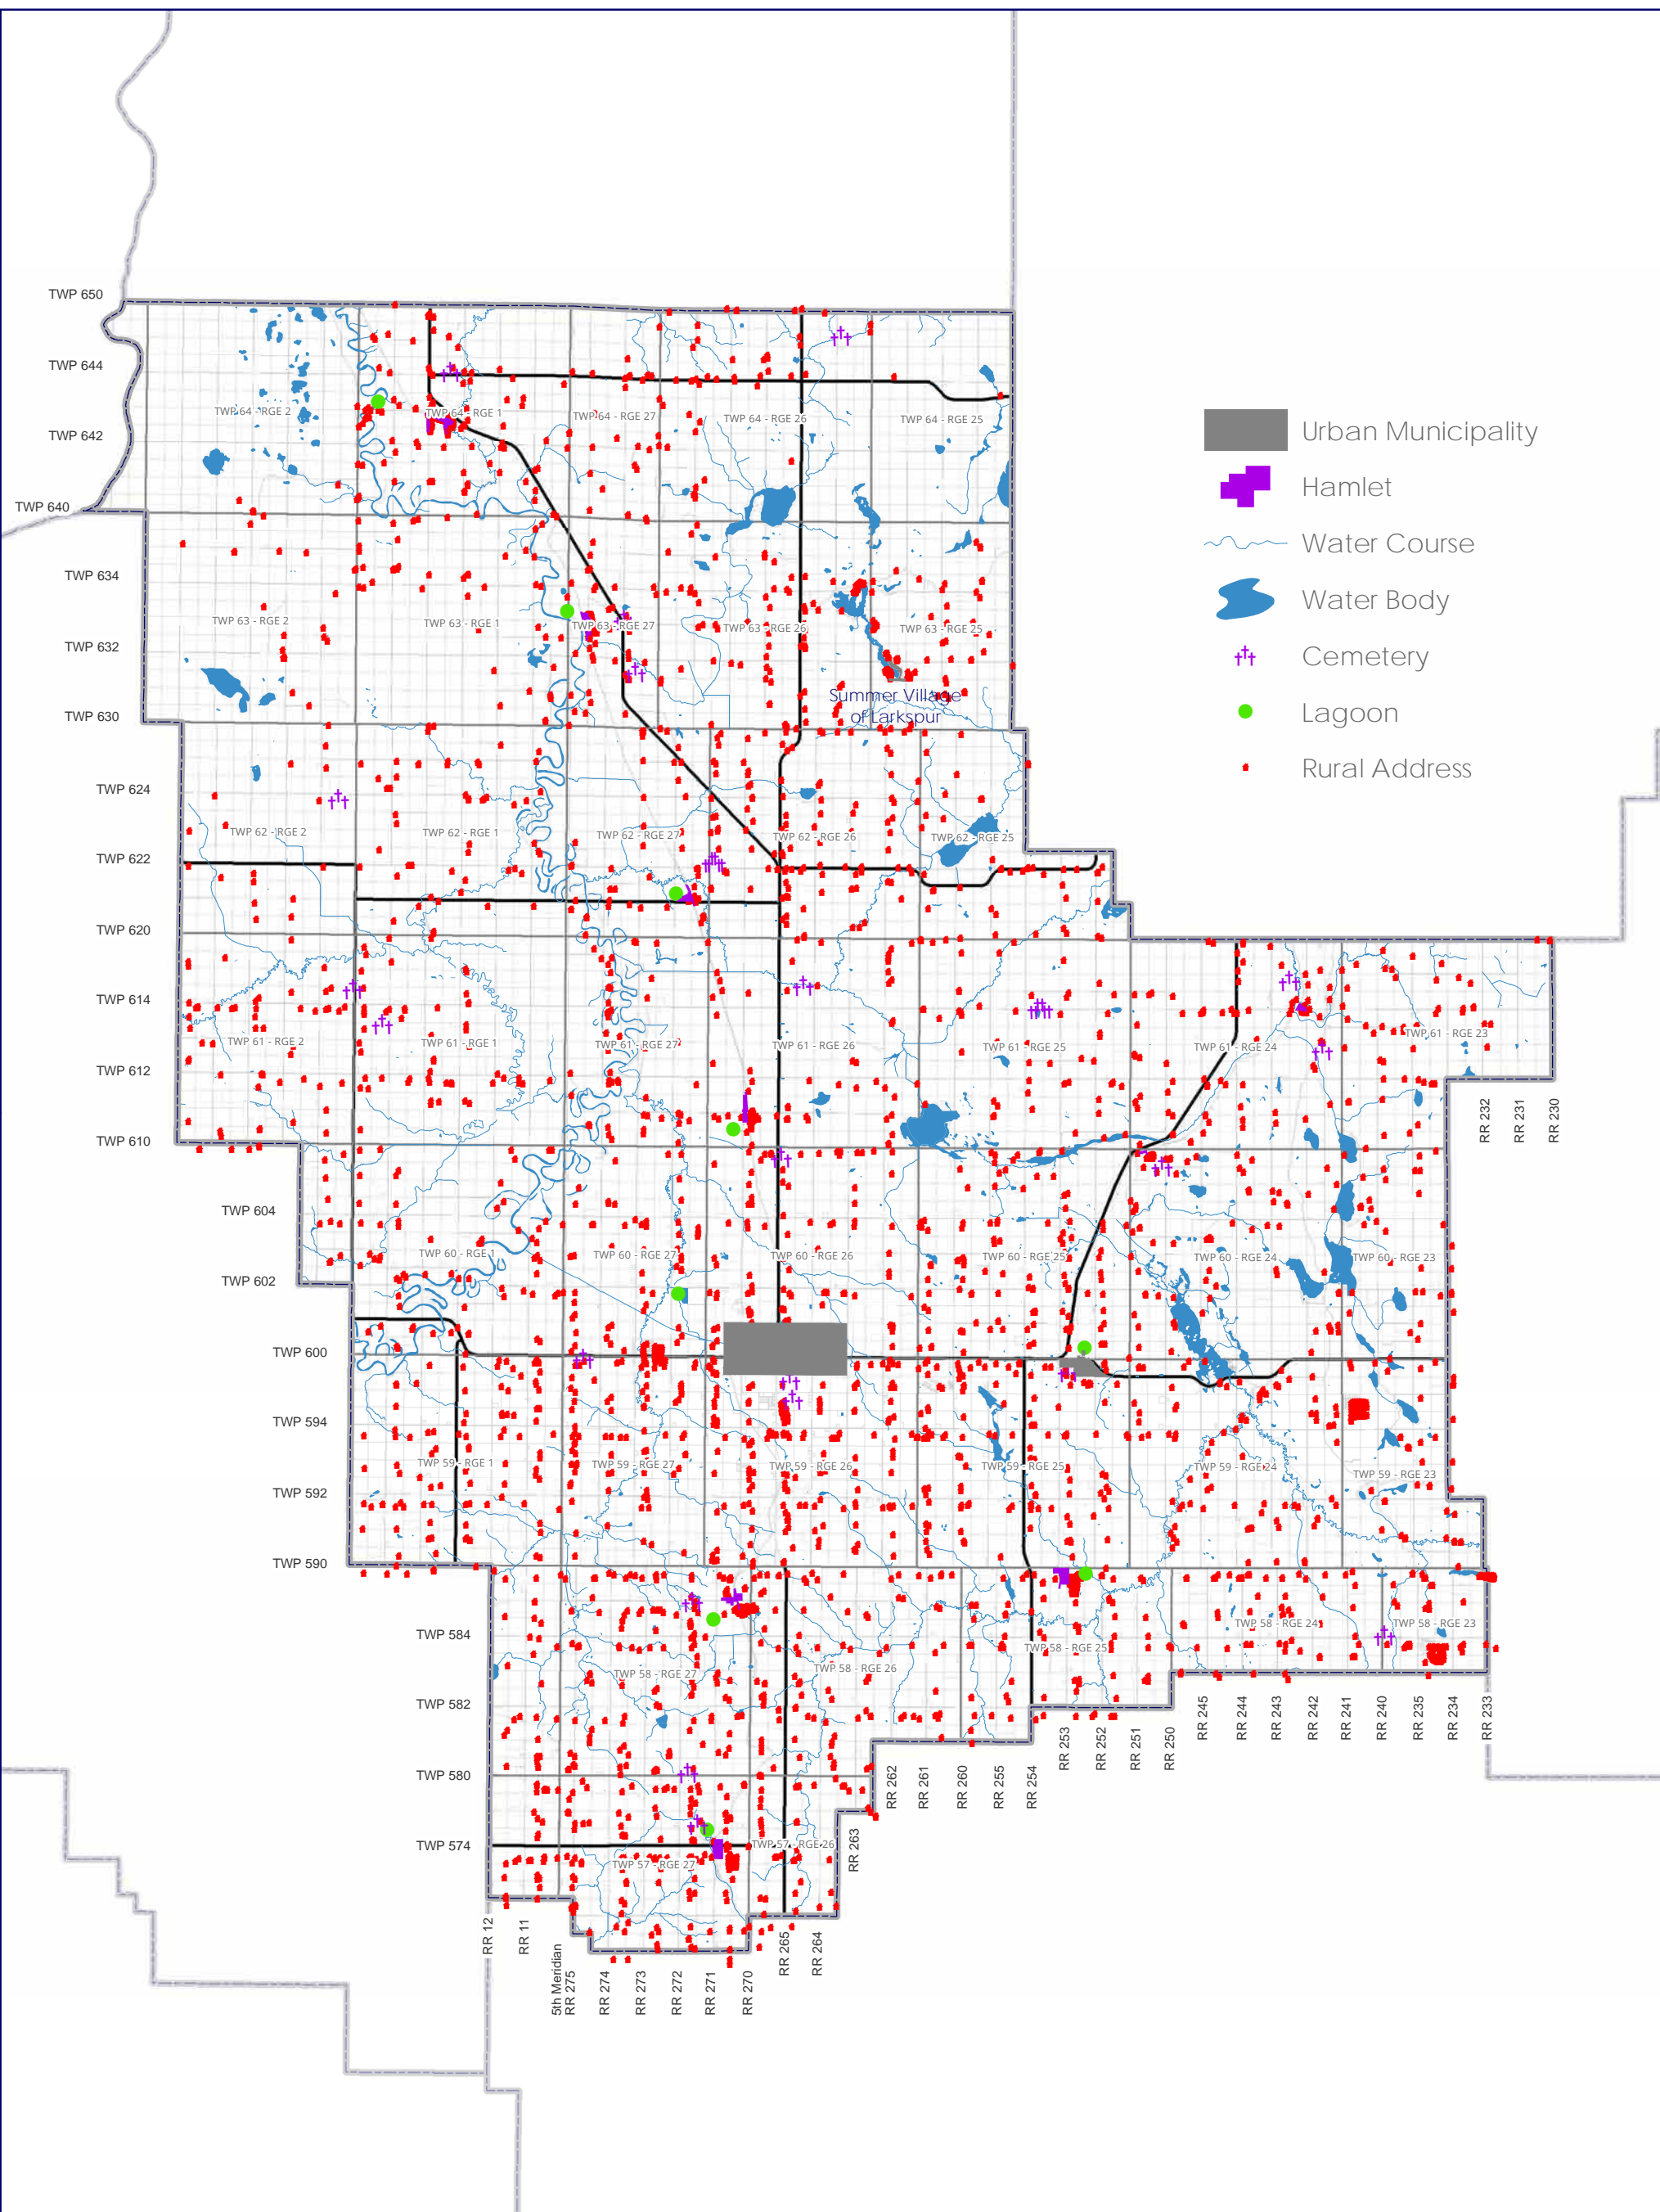 TWP 650
TWP 644
TWP 642
TWP 640
TWP 634
TWP 632
TWP 630
TWP 624
TWP 622
TWP 620
TWP 614
TWP 612
TWP 610
TWP 604
TWP 602
TWP 600
TWP 594
TWP 592
TWP 590
TWP 584
TWP 582
TWP 580
TWP 574
TWP 64 - RGE 2
TWP 64 - RGE 1
TWP 64 - RGE 27
TWP 64 - RGE 26
TWP 64 - RGE 25
TWP 63 - RGE 2
TWP 63 - RGE 1
TWP 63 - RGE 27
TWP 63 - RGE 26
TWP 63 - RGE 25
Summer Village
of Larkspur
TWP 62 - RGE 2
TWP 62 - RGE 1
TWP 62 - RGE 27
TWP 62 - RGE 26
TWP 62 - RGE 25
TWP 61 - RGE 2
TWP 61 - RGE 1
TWP 61 - RGE 27
TWP 61 - RGE 26
TWP 61 - RGE 25
TWP 61 - RGE 24
TWP 61 - RGE 23
TWP 60 - RGE 1
TWP 60 - RGE 27
TWP 60 - RGE 26
TWP 60 - RGE 25
TWP 60 - RGE 24
TWP 60 - RGE 23
TWP 59 - RGE 1
TWP 59 - RGE 27
TWP 59 - RGE 26
TWP 59 - RGE 25
TWP 59 - RGE 24
TWP 59 - RGE 23
TWP 58 - RGE 27
TWP 58 - RGE 26
TWP 58 - RGE 25
TWP 58 - RGE 24
TWP 58 - RGE 23
TWP 57 - RGE 27
TWP 57 - RGE 26
Urban Municipality
Hamlet
Water Course
Water Body
Cemetery
Lagoon
Rural Address
RR 232
RR 231
RR 230
RR 12
RR 11
5th Meridian
RR 275
RR 274
RR 273
RR 272
RR 271
RR 270
RR 265
RR 264
RR 263
RR 262
RR 261
RR 260
RR 255
RR 254
RR 253
RR 252
RR 251
RR 250
RR 245
RR 244
RR 243
RR 242
RR 241
RR 240
RR 235
RR 234
RR 233